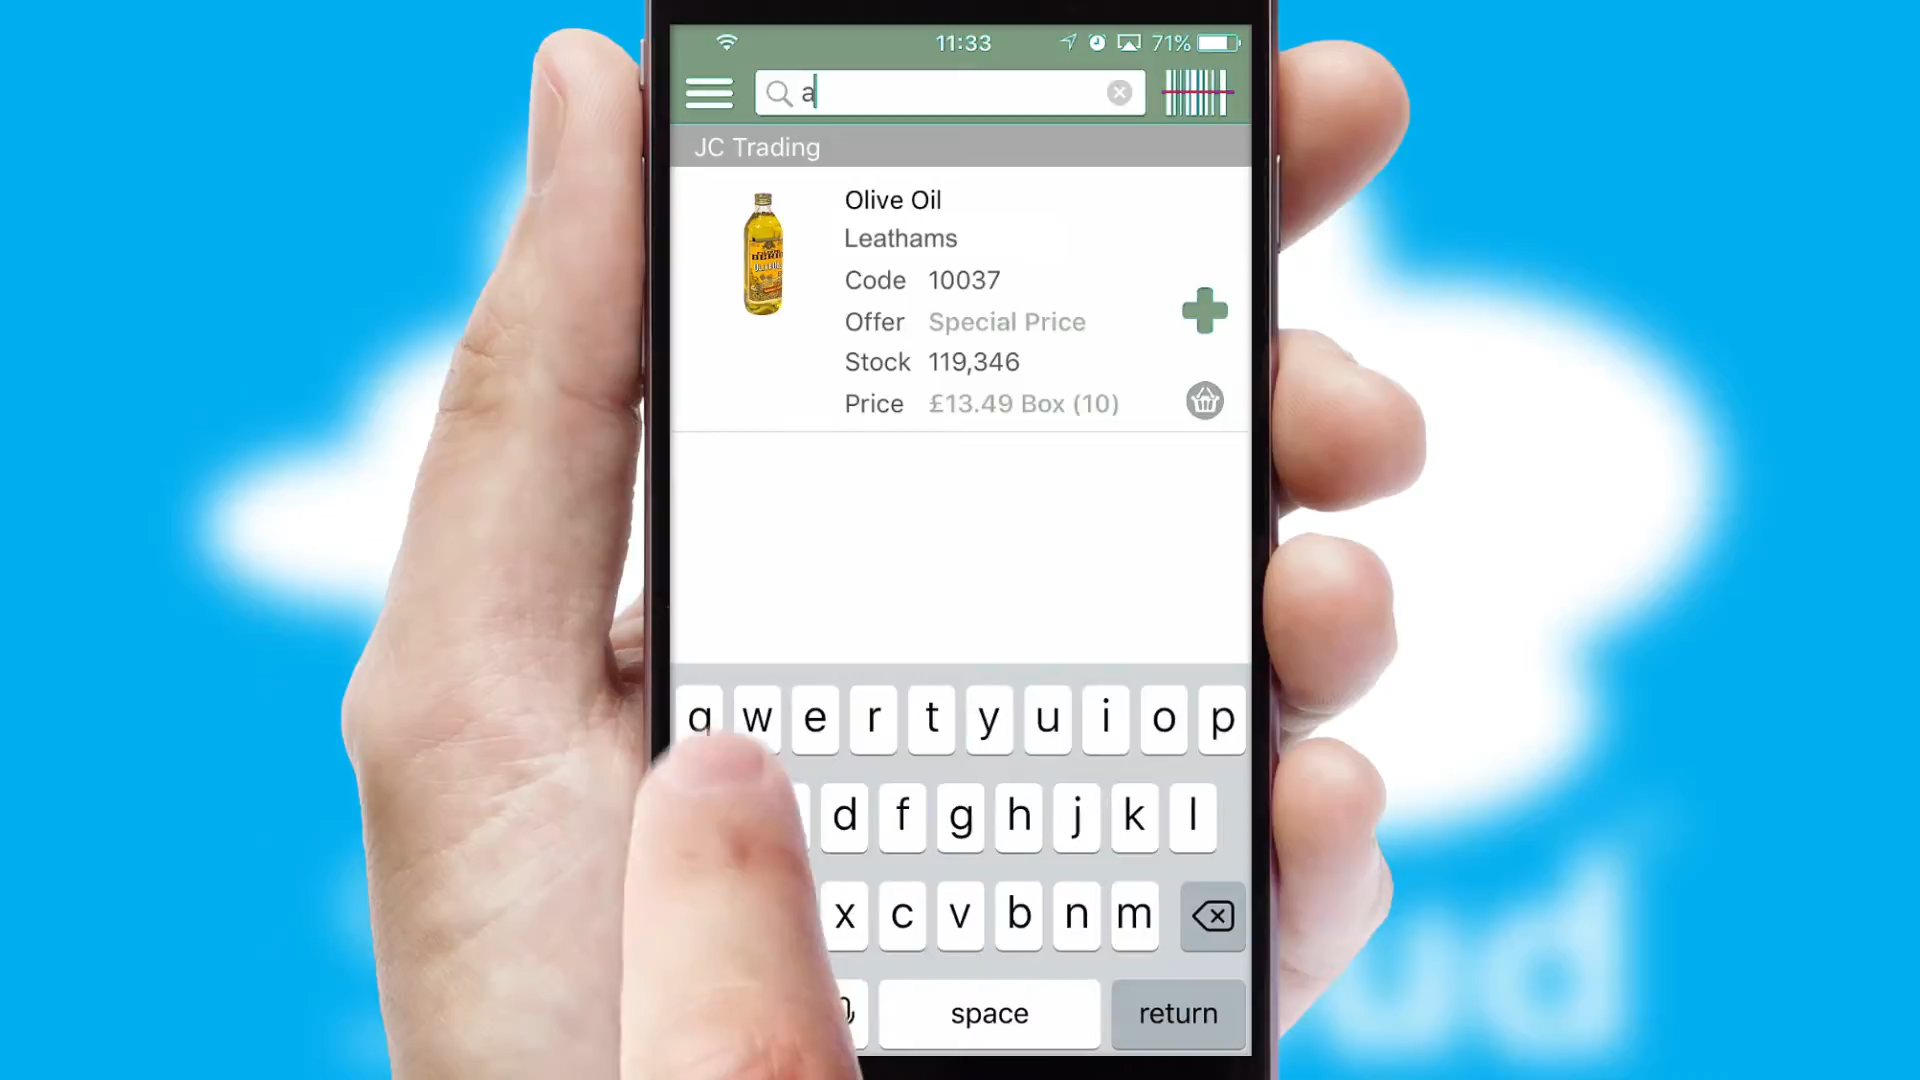 11:33
71%
a
JC Trading
Olive Oil
Leathams
Code 10037
Offer Special Price
Stock 119,346
Price £13.49 Box (10)
q w e r t y u i o p
d f g h j k l
x c v b n m
space return
ud